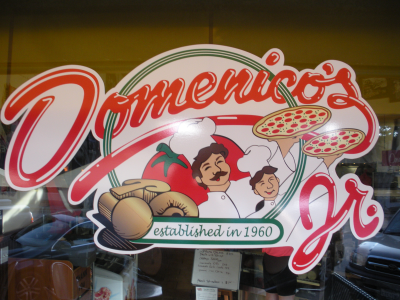 Domenico's
Jr.
established in 1960